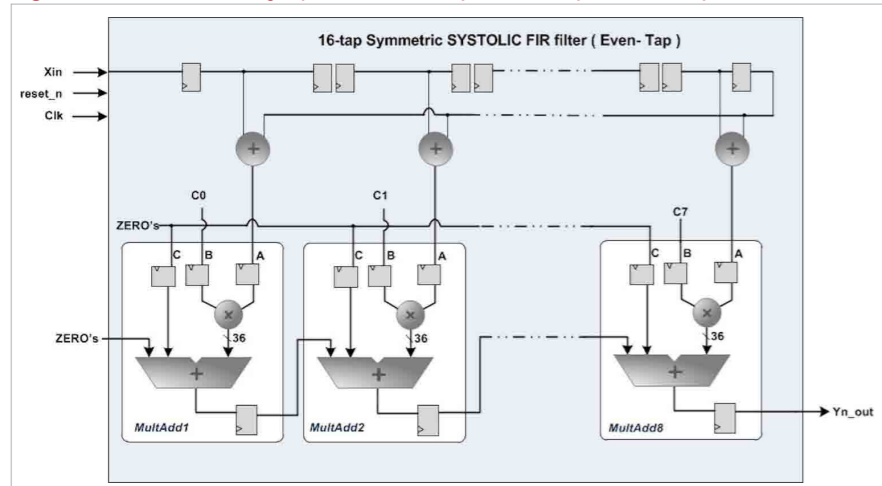 16-tap Symmetric SYSTOLIC FIR filter ( Even- Tap )
Xin
reset_n
Clk
+
+
+
C0
C1
C7
ZERO's
C
B
A
C
B
A
C
B
A
x
x
x
ZERO's
36
36
36
+
+
+
MultAdd1
MultAdd2
MultAdd8
Yn_out